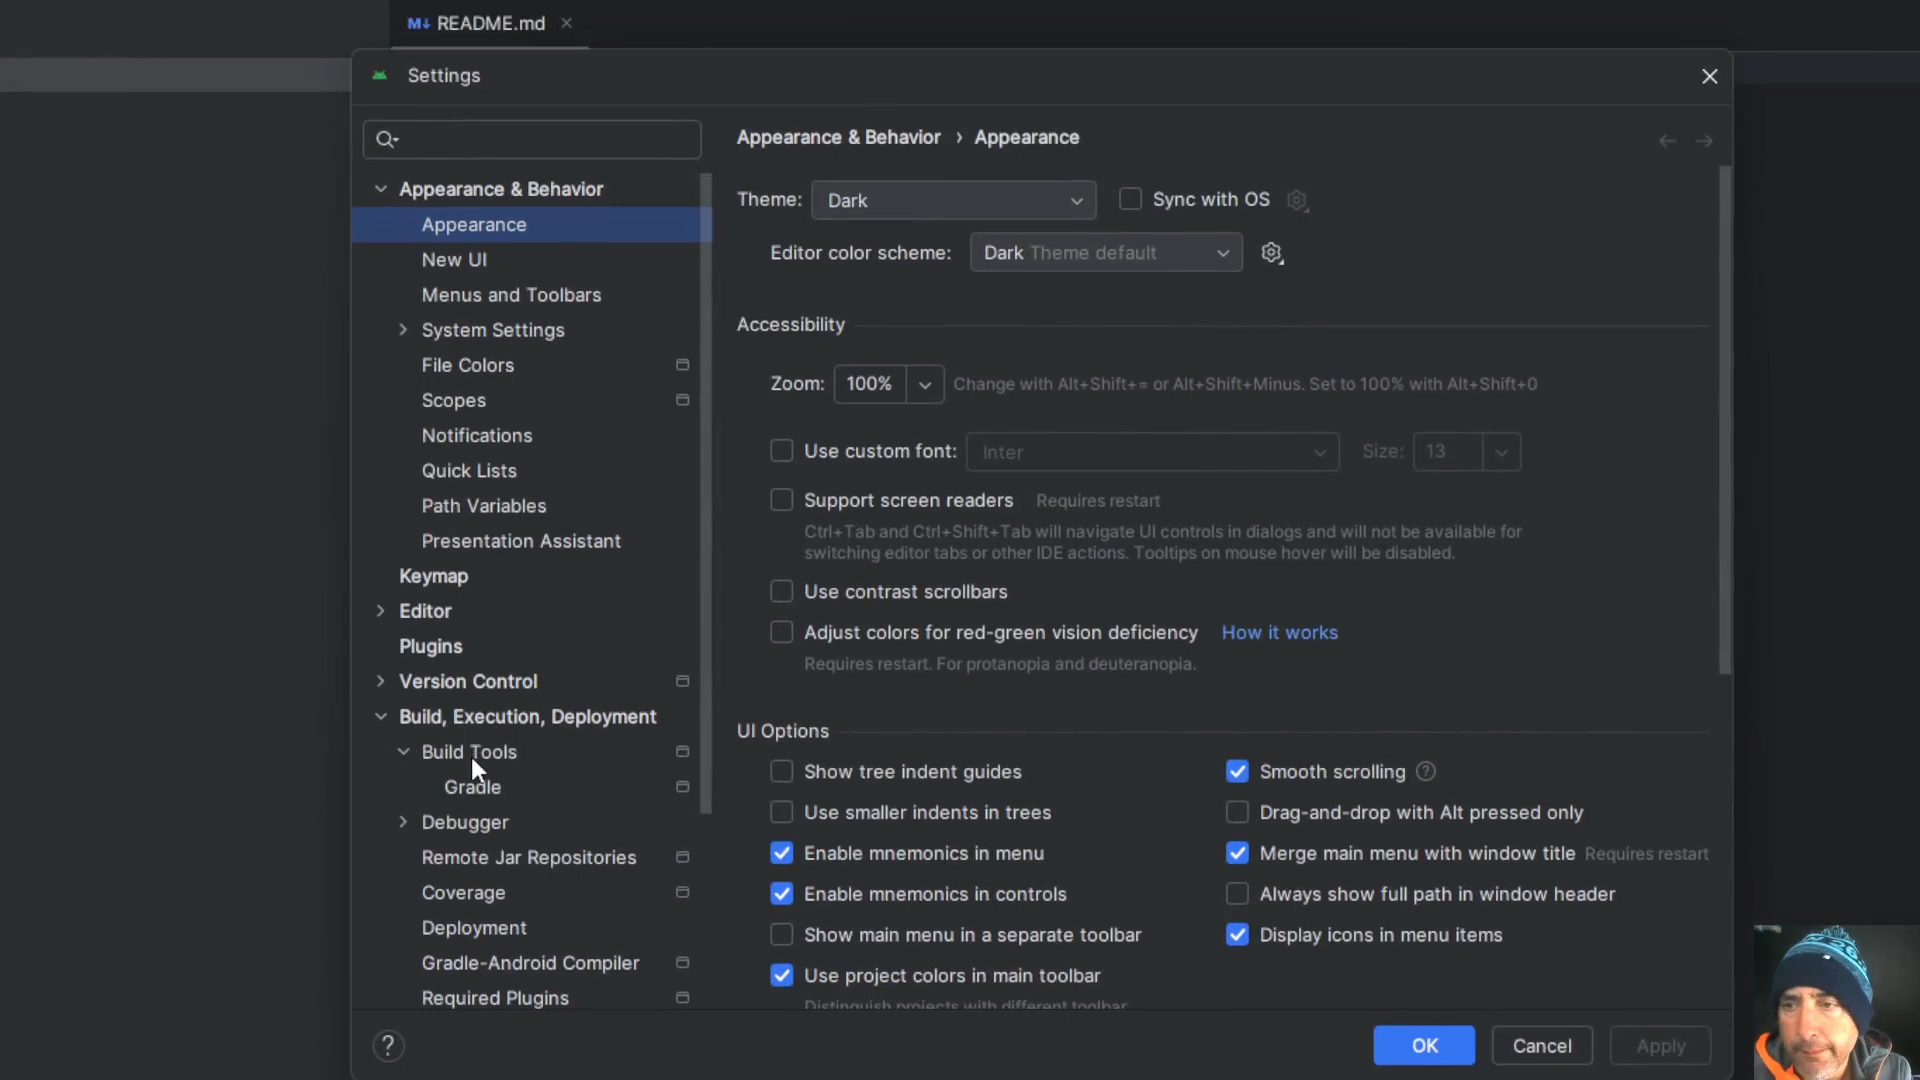 M↓ README.md
Settings
Appearance & Behavior
Appearance
New UI
Menus and Toolbars
System Settings
File Colors
Scopes
Notifications
Quick Lists
Path Variables
Presentation Assistant
Keymap
Editor
Plugins
Version Control
Build, Execution, Deployment
Build Tools
Gradle
Debugger
Remote Jar Repositories
Coverage
Deployment
Gradle-Android Compiler
Required Plugins
Appearance & Behavior › Appearance
Theme: Dark Sync with OS
Editor color scheme: Dark Theme default
Accessibility
Zoom: 100% Change with Alt+Shift+= or Alt+Shift+Minus. Set to 100% with Alt+Shift+0
Use custom font: Inter Size: 13
Support screen readers Requires restart
Ctrl+Tab and Ctrl+Shift+Tab will navigate UI controls in dialogs and will not be available for
switching editor tabs or other IDE actions. Tooltips on mouse hover will be disabled.
Use contrast scrollbars
Adjust colors for red-green vision deficiency How it works
Requires restart. For protanopia and deuteranopia.
UI Options
Show tree indent guides
Use smaller indents in trees
Enable mnemonics in menu
Enable mnemonics in controls
Show main menu in a separate toolbar
Use project colors in main toolbar
Distinguish projects with different toolbar
Smooth scrolling ?
Drag-and-drop with Alt pressed only
Merge main menu with window title Requires restart
Always show full path in window header
Display icons in menu items
? OK Cancel Apply